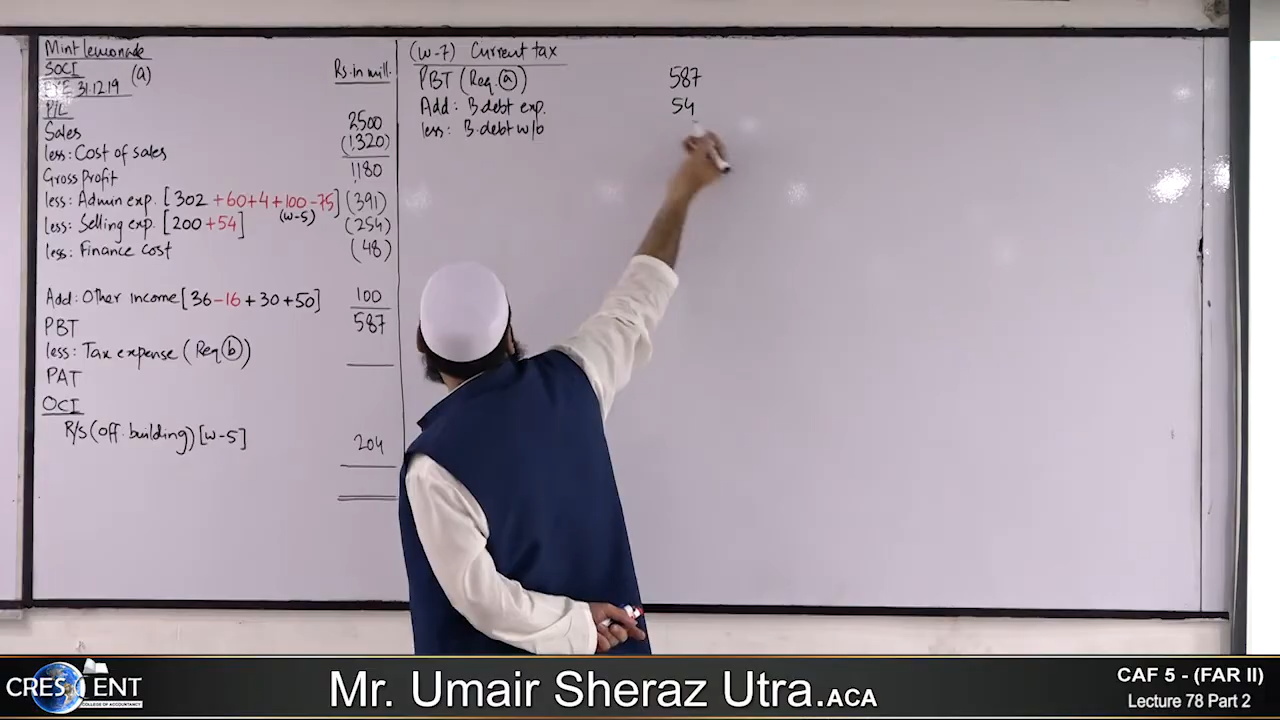 Mint lemonade
SOCI (a)
FYE 31.12.19
Rs. in mill.
P/L
Sales 2500
less: Cost of sales (1320)
Gross Profit 1180
less: Admin exp. [302 +60+4+100-75] (391)
(w-5)
less: Selling exp. [200 +54] (254)
less: Finance cost (48)
Add: Other income [36-16+30+50] 100
PBT 587
less: Tax expense (Req (b))
PAT
OCI
R/S (off. building) [w-5] 204
(w-7) Current tax
PBT (Req (a)) 587
Add: B.debt exp. 54
less: B.debt w/o
CRESCENT
COLLEGE OF ACCOUNTANCY
Mr. Umair Sheraz Utra.ACA
CAF 5 - (FAR II)
Lecture 78 Part 2